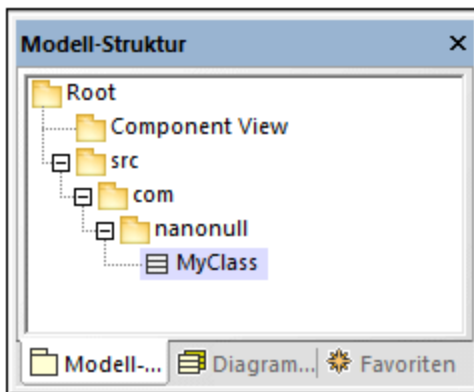 Modell-Struktur
Root
Component View
src
com
nanonull
MyClass
Modell-... Diagram... Favoriten